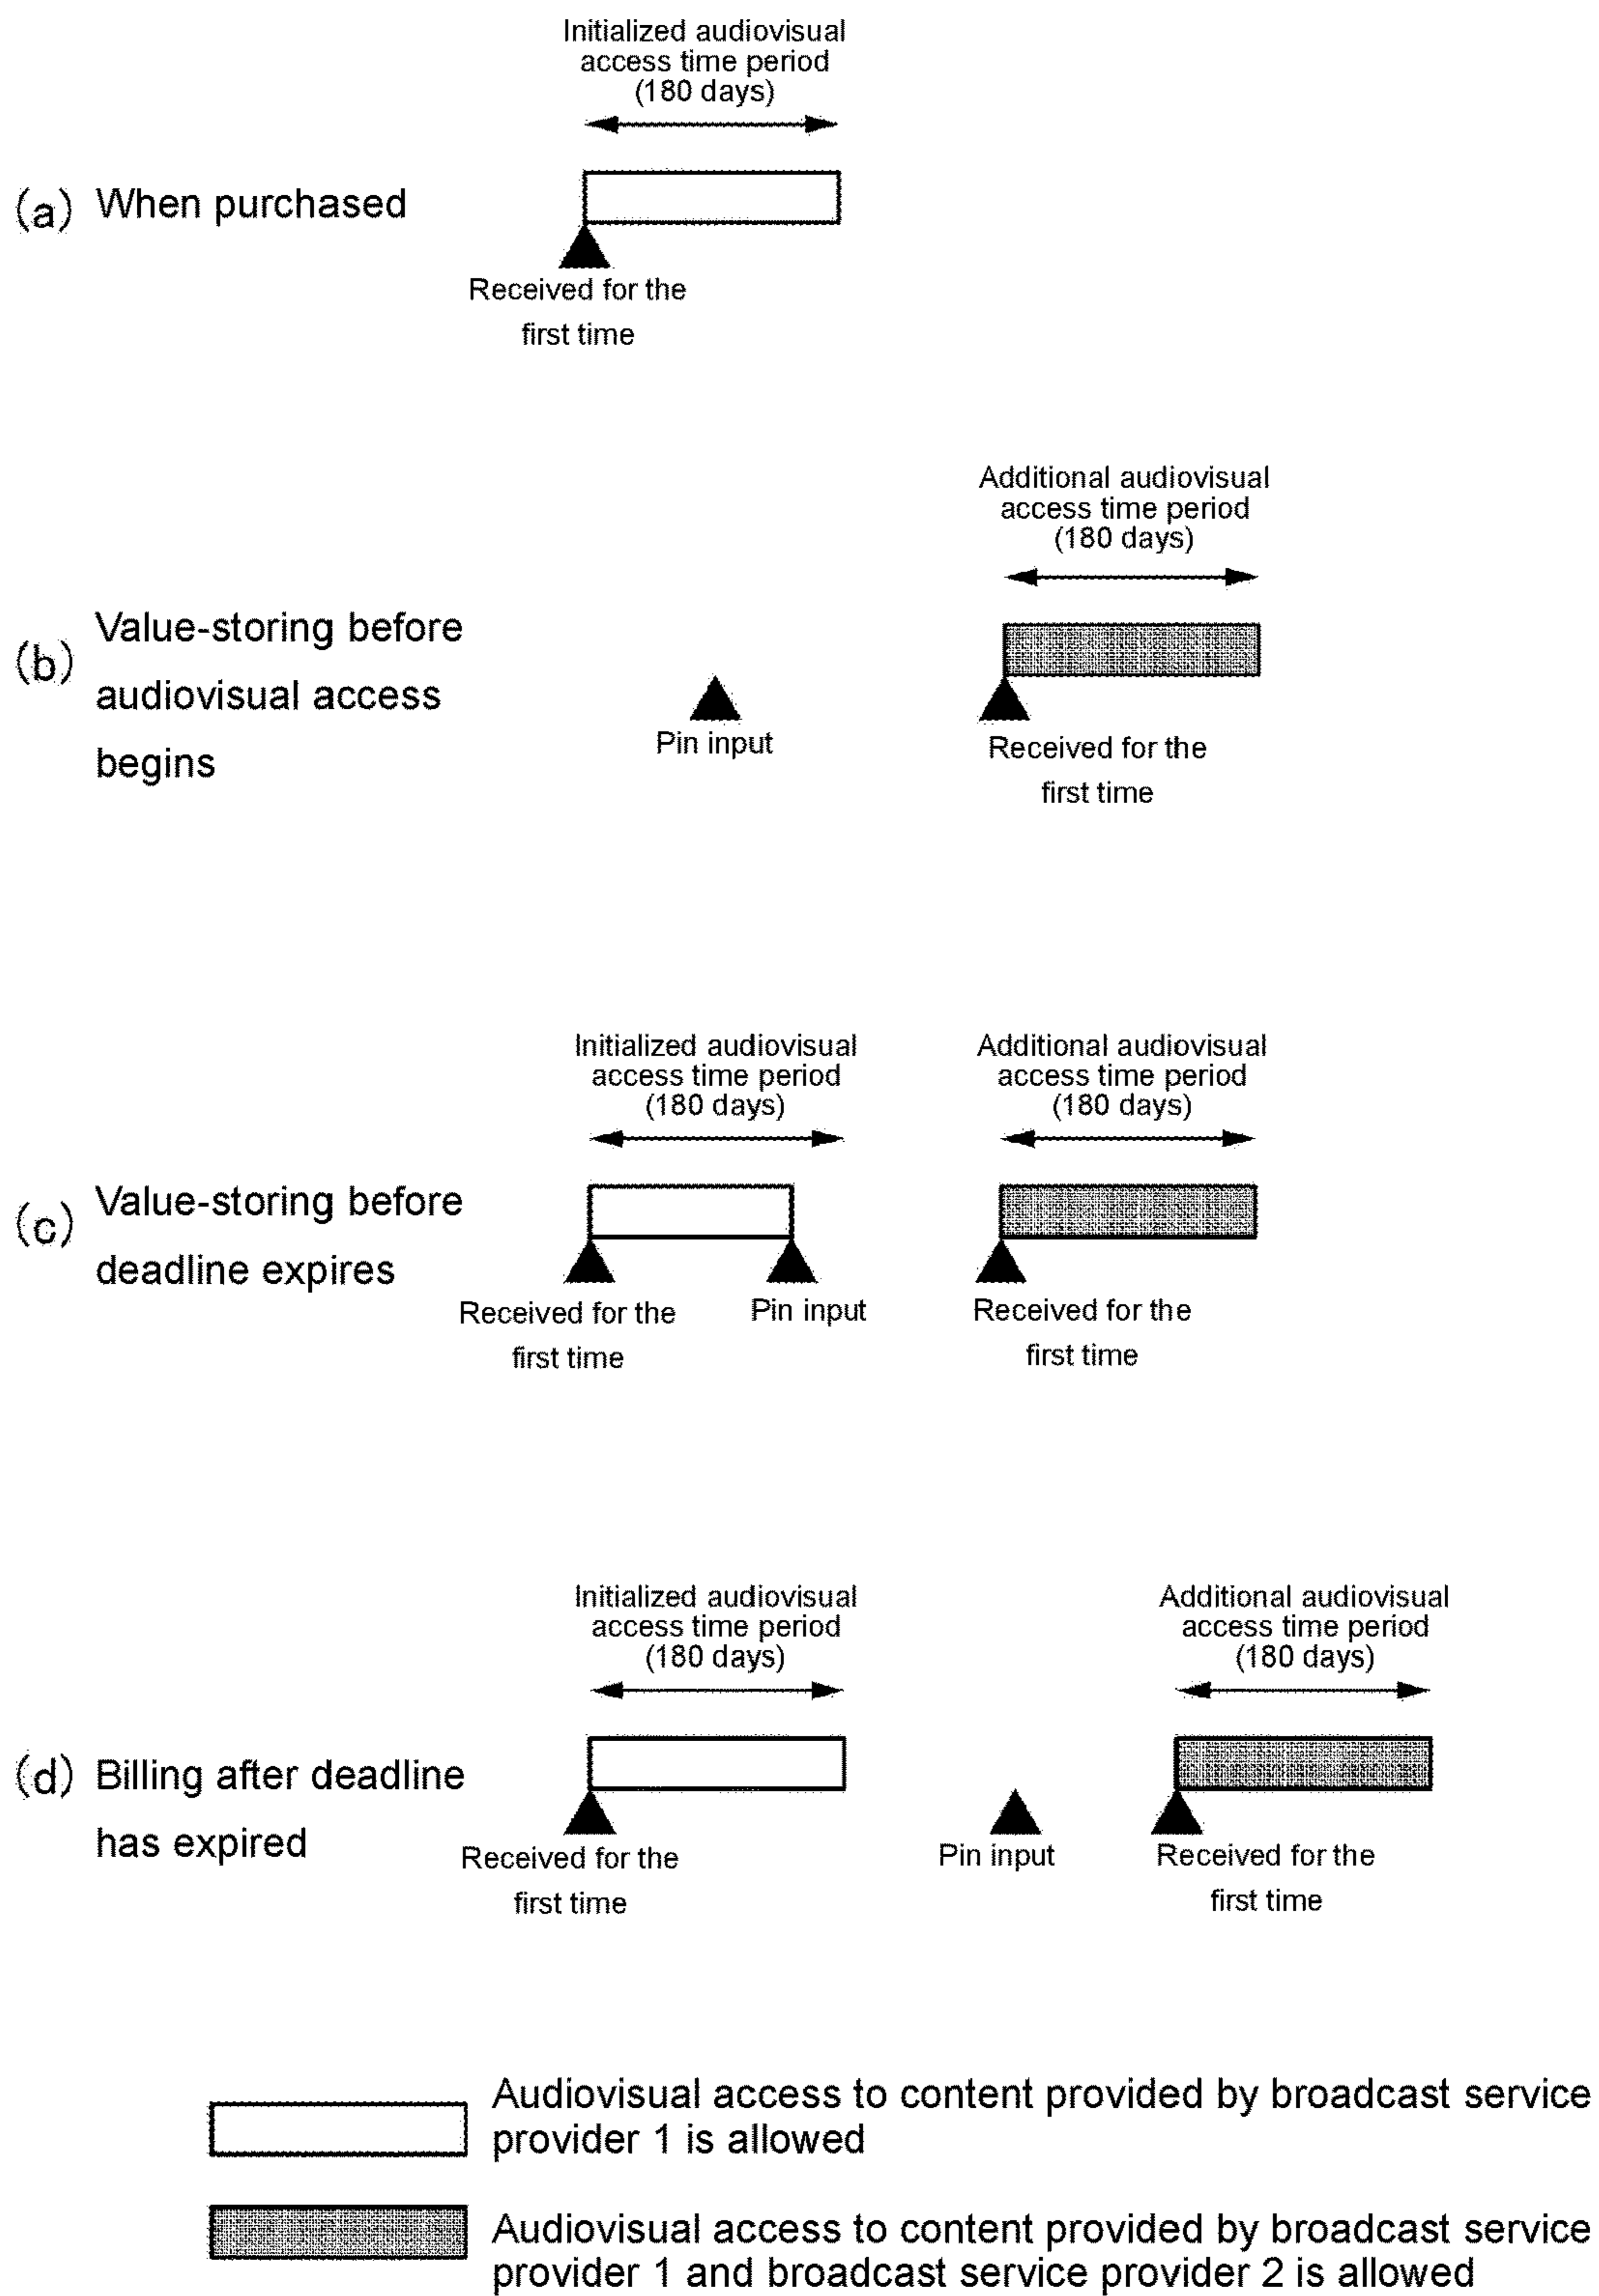 Initialized audiovisual
access time period
(180 days)
(a) When purchased
Received for the
first time
Additional audiovisual
access time period
(180 days)
(b) Value-storing before
audiovisual access
begins
Pin input
Received for the
first time
Initialized audiovisual
access time period
(180 days)
Additional audiovisual
access time period
(180 days)
(c) Value-storing before
deadline expires
Received for the
first time
Pin input
Received for the
first time
Initialized audiovisual
access time period
(180 days)
Additional audiovisual
access time period
(180 days)
(d) Billing after deadline
has expired
Received for the
first time
Pin input
Received for the
first time
Audiovisual access to content provided by broadcast service
provider 1 is allowed
Audiovisual access to content provided by broadcast service
provider 1 and broadcast service provider 2 is allowed